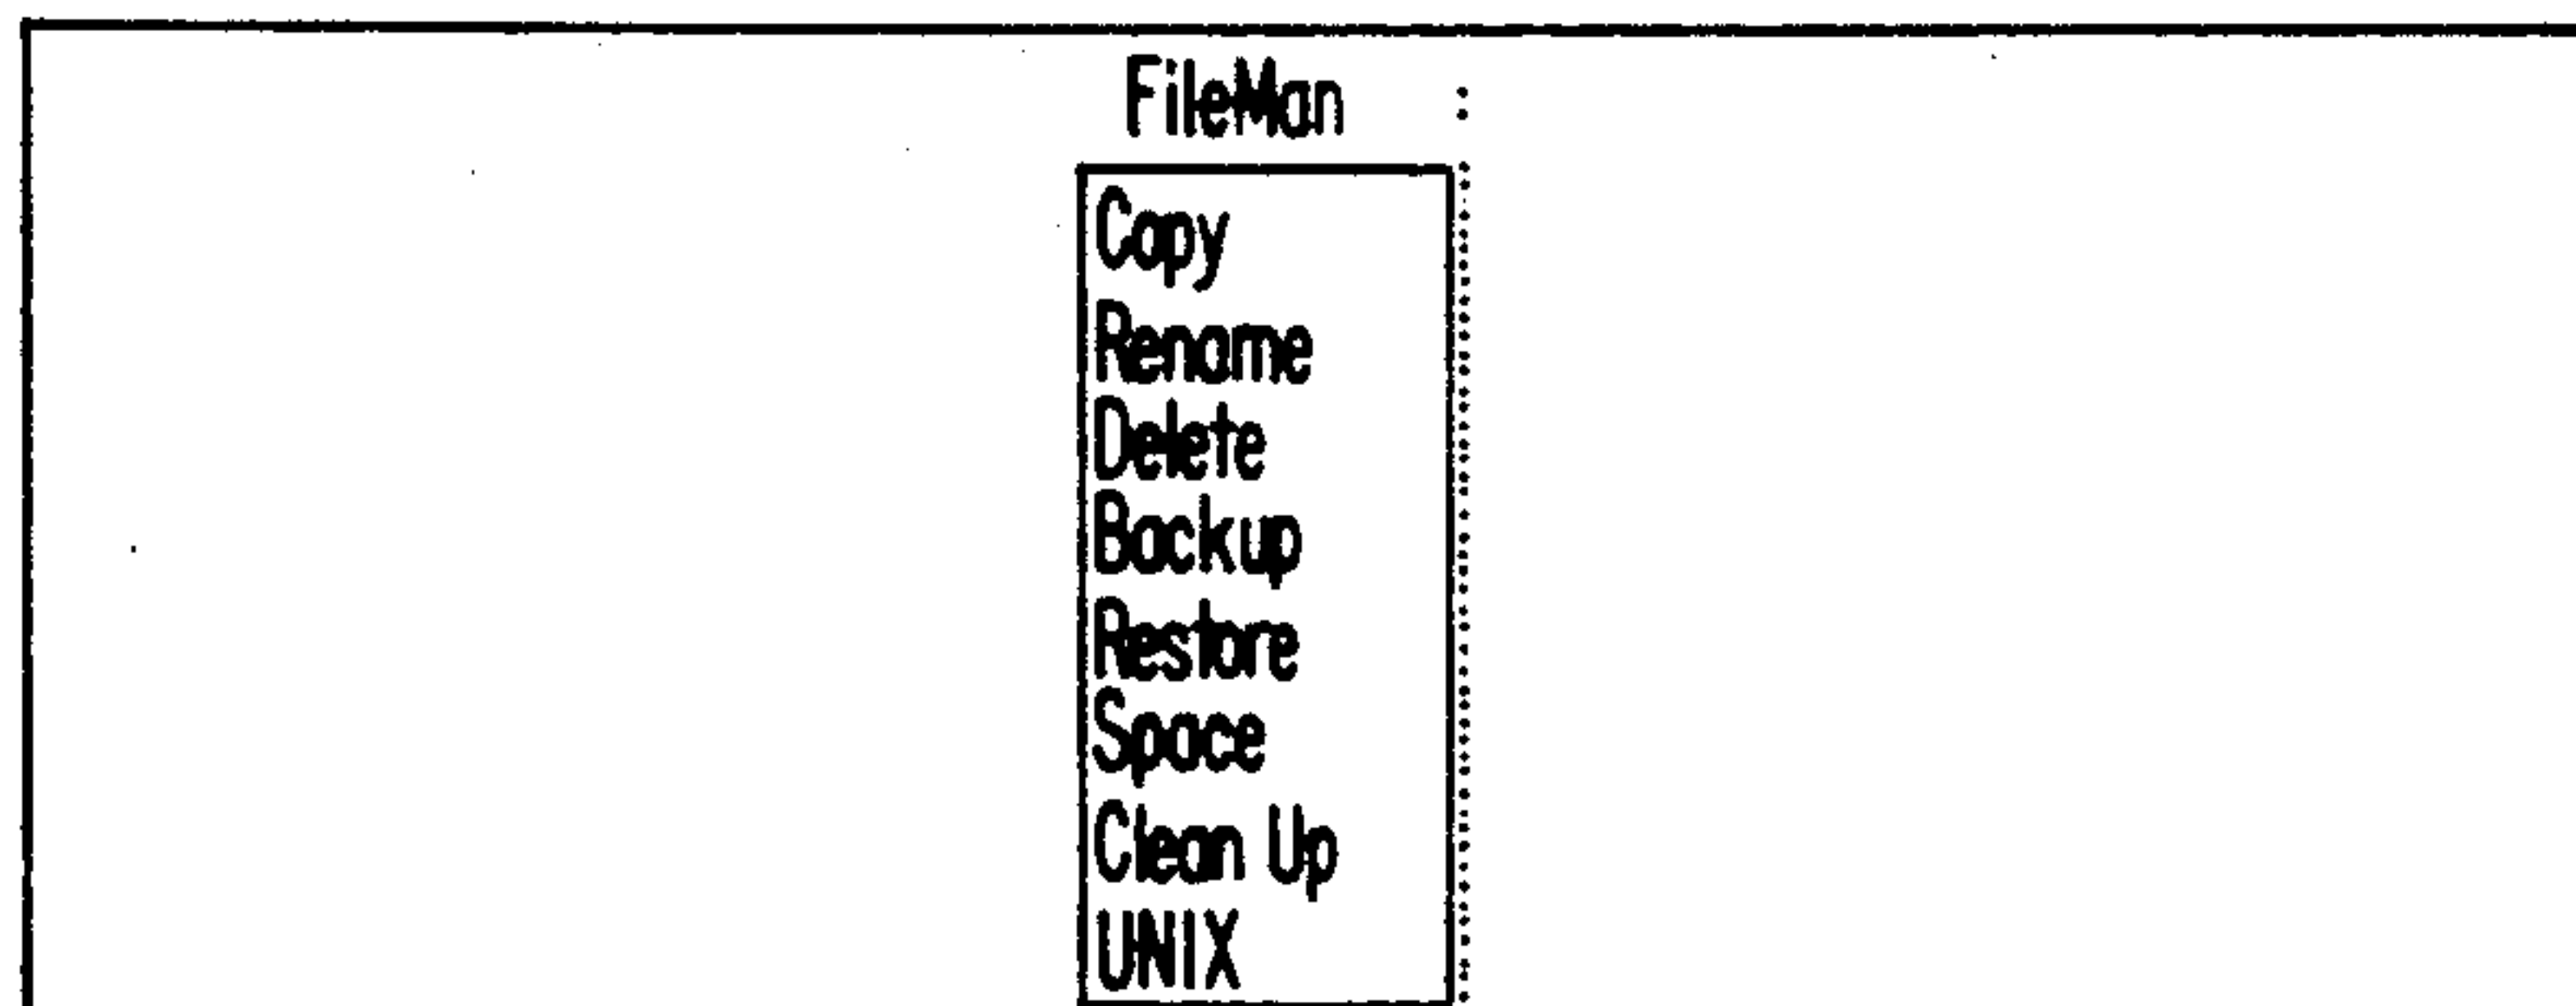 FileMan :
Copy
Rename
Delete
Backup
Restore
Space
Clean Up
UNIX